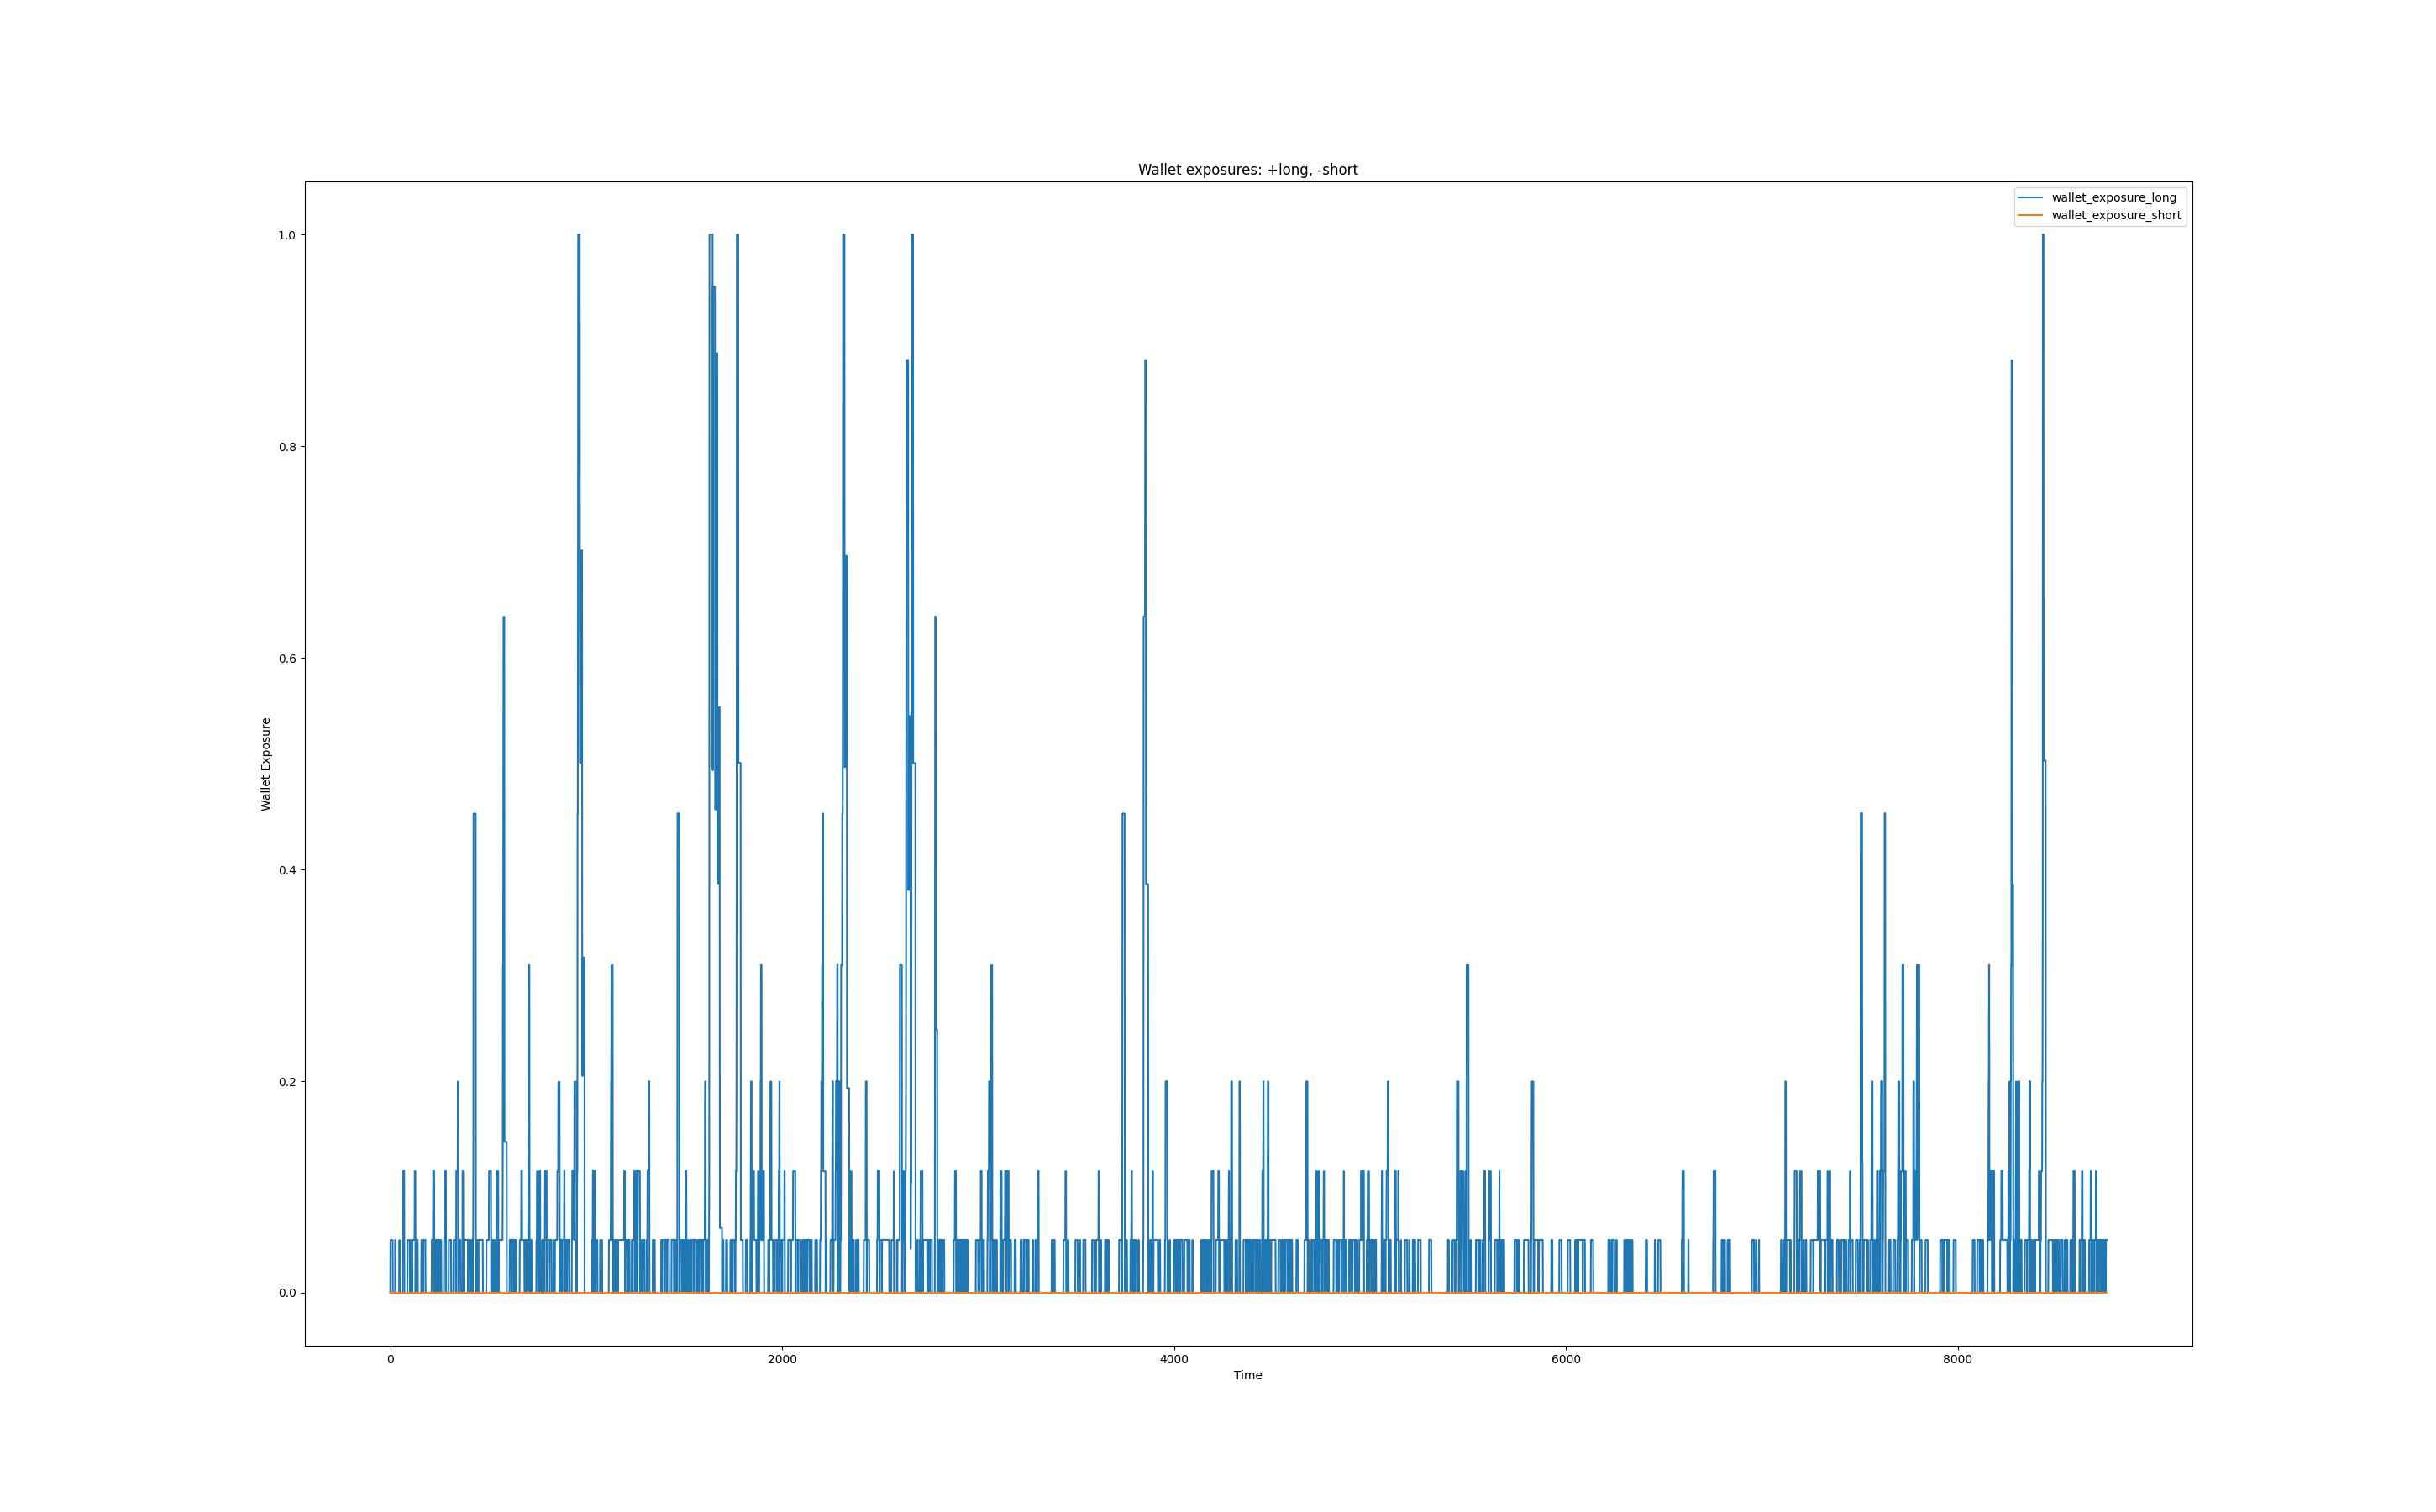 Wallet exposures: +long, -short
wallet_exposure_long
wallet_exposure_short
1.0
0.8
0.6
0.4
0.2
0.0
Wallet Exposure
0 2000 4000 6000 8000
Time